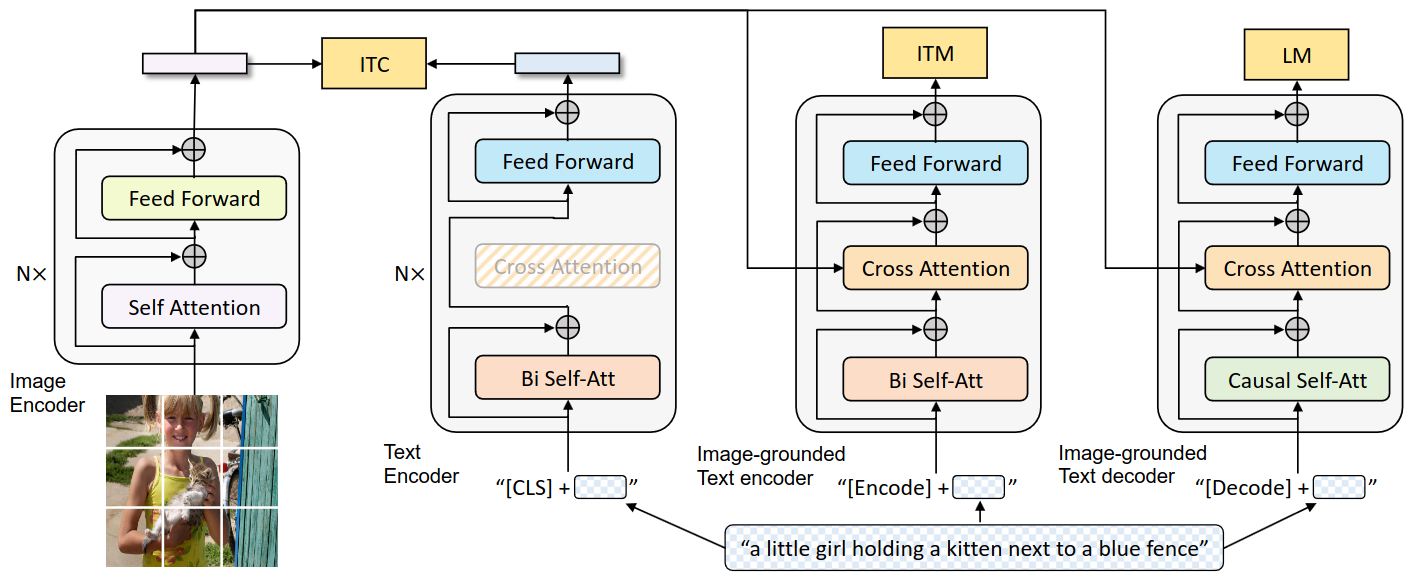 ITC
ITM
LM
N×
Feed Forward
Self Attention
Image
Encoder
N×
Feed Forward
Cross Attention
Bi Self-Att
Text
Encoder
“[CLS] + ”
Feed Forward
Cross Attention
Bi Self-Att
Image-grounded
Text encoder
“[Encode] + ”
Feed Forward
Cross Attention
Causal Self-Att
Image-grounded
Text decoder
“[Decode] + ”
“a little girl holding a kitten next to a blue fence”